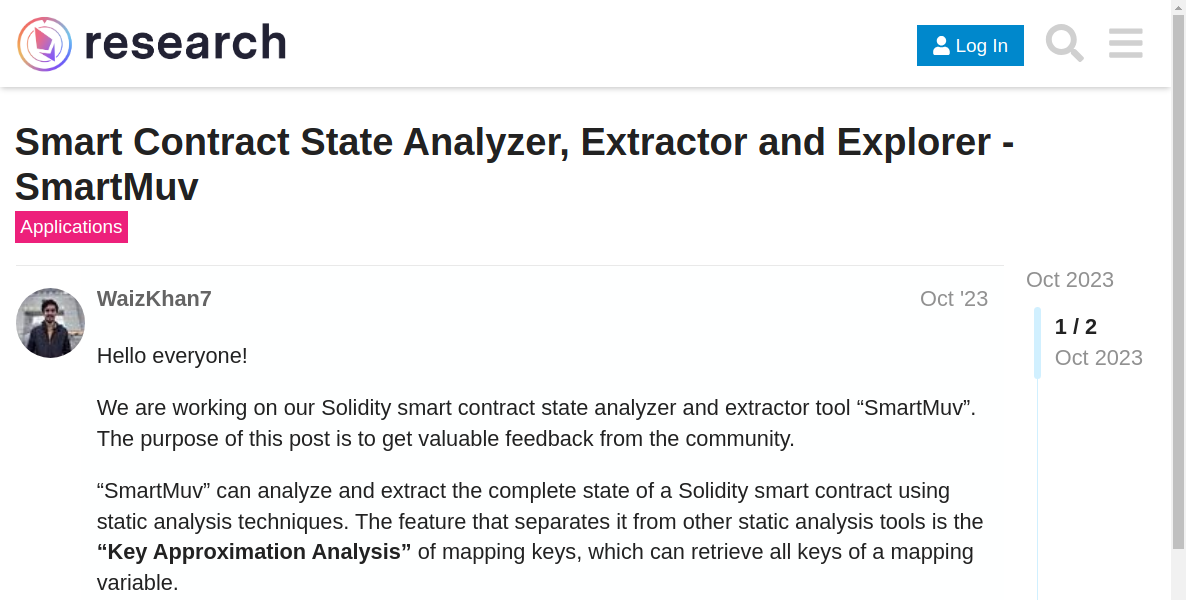 research
Log In
Smart Contract State Analyzer, Extractor and Explorer -
SmartMuv
Applications
WaizKhan7
Oct '23
Oct 2023
1 / 2
Oct 2023
Hello everyone!
We are working on our Solidity smart contract state analyzer and extractor tool “SmartMuv”.
The purpose of this post is to get valuable feedback from the community.
“SmartMuv” can analyze and extract the complete state of a Solidity smart contract using
static analysis techniques. The feature that separates it from other static analysis tools is the
“Key Approximation Analysis” of mapping keys, which can retrieve all keys of a mapping
variable.